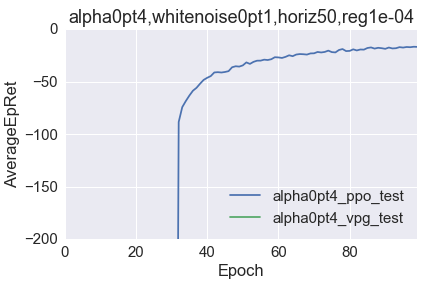 alpha0pt4,whitenoise0pt1,horiz50,reg1e-04
0
−50
−100
−150
−200
AverageEpRet
alpha0pt4_ppo_test
alpha0pt4_vpg_test
0 20 40 60 80
Epoch